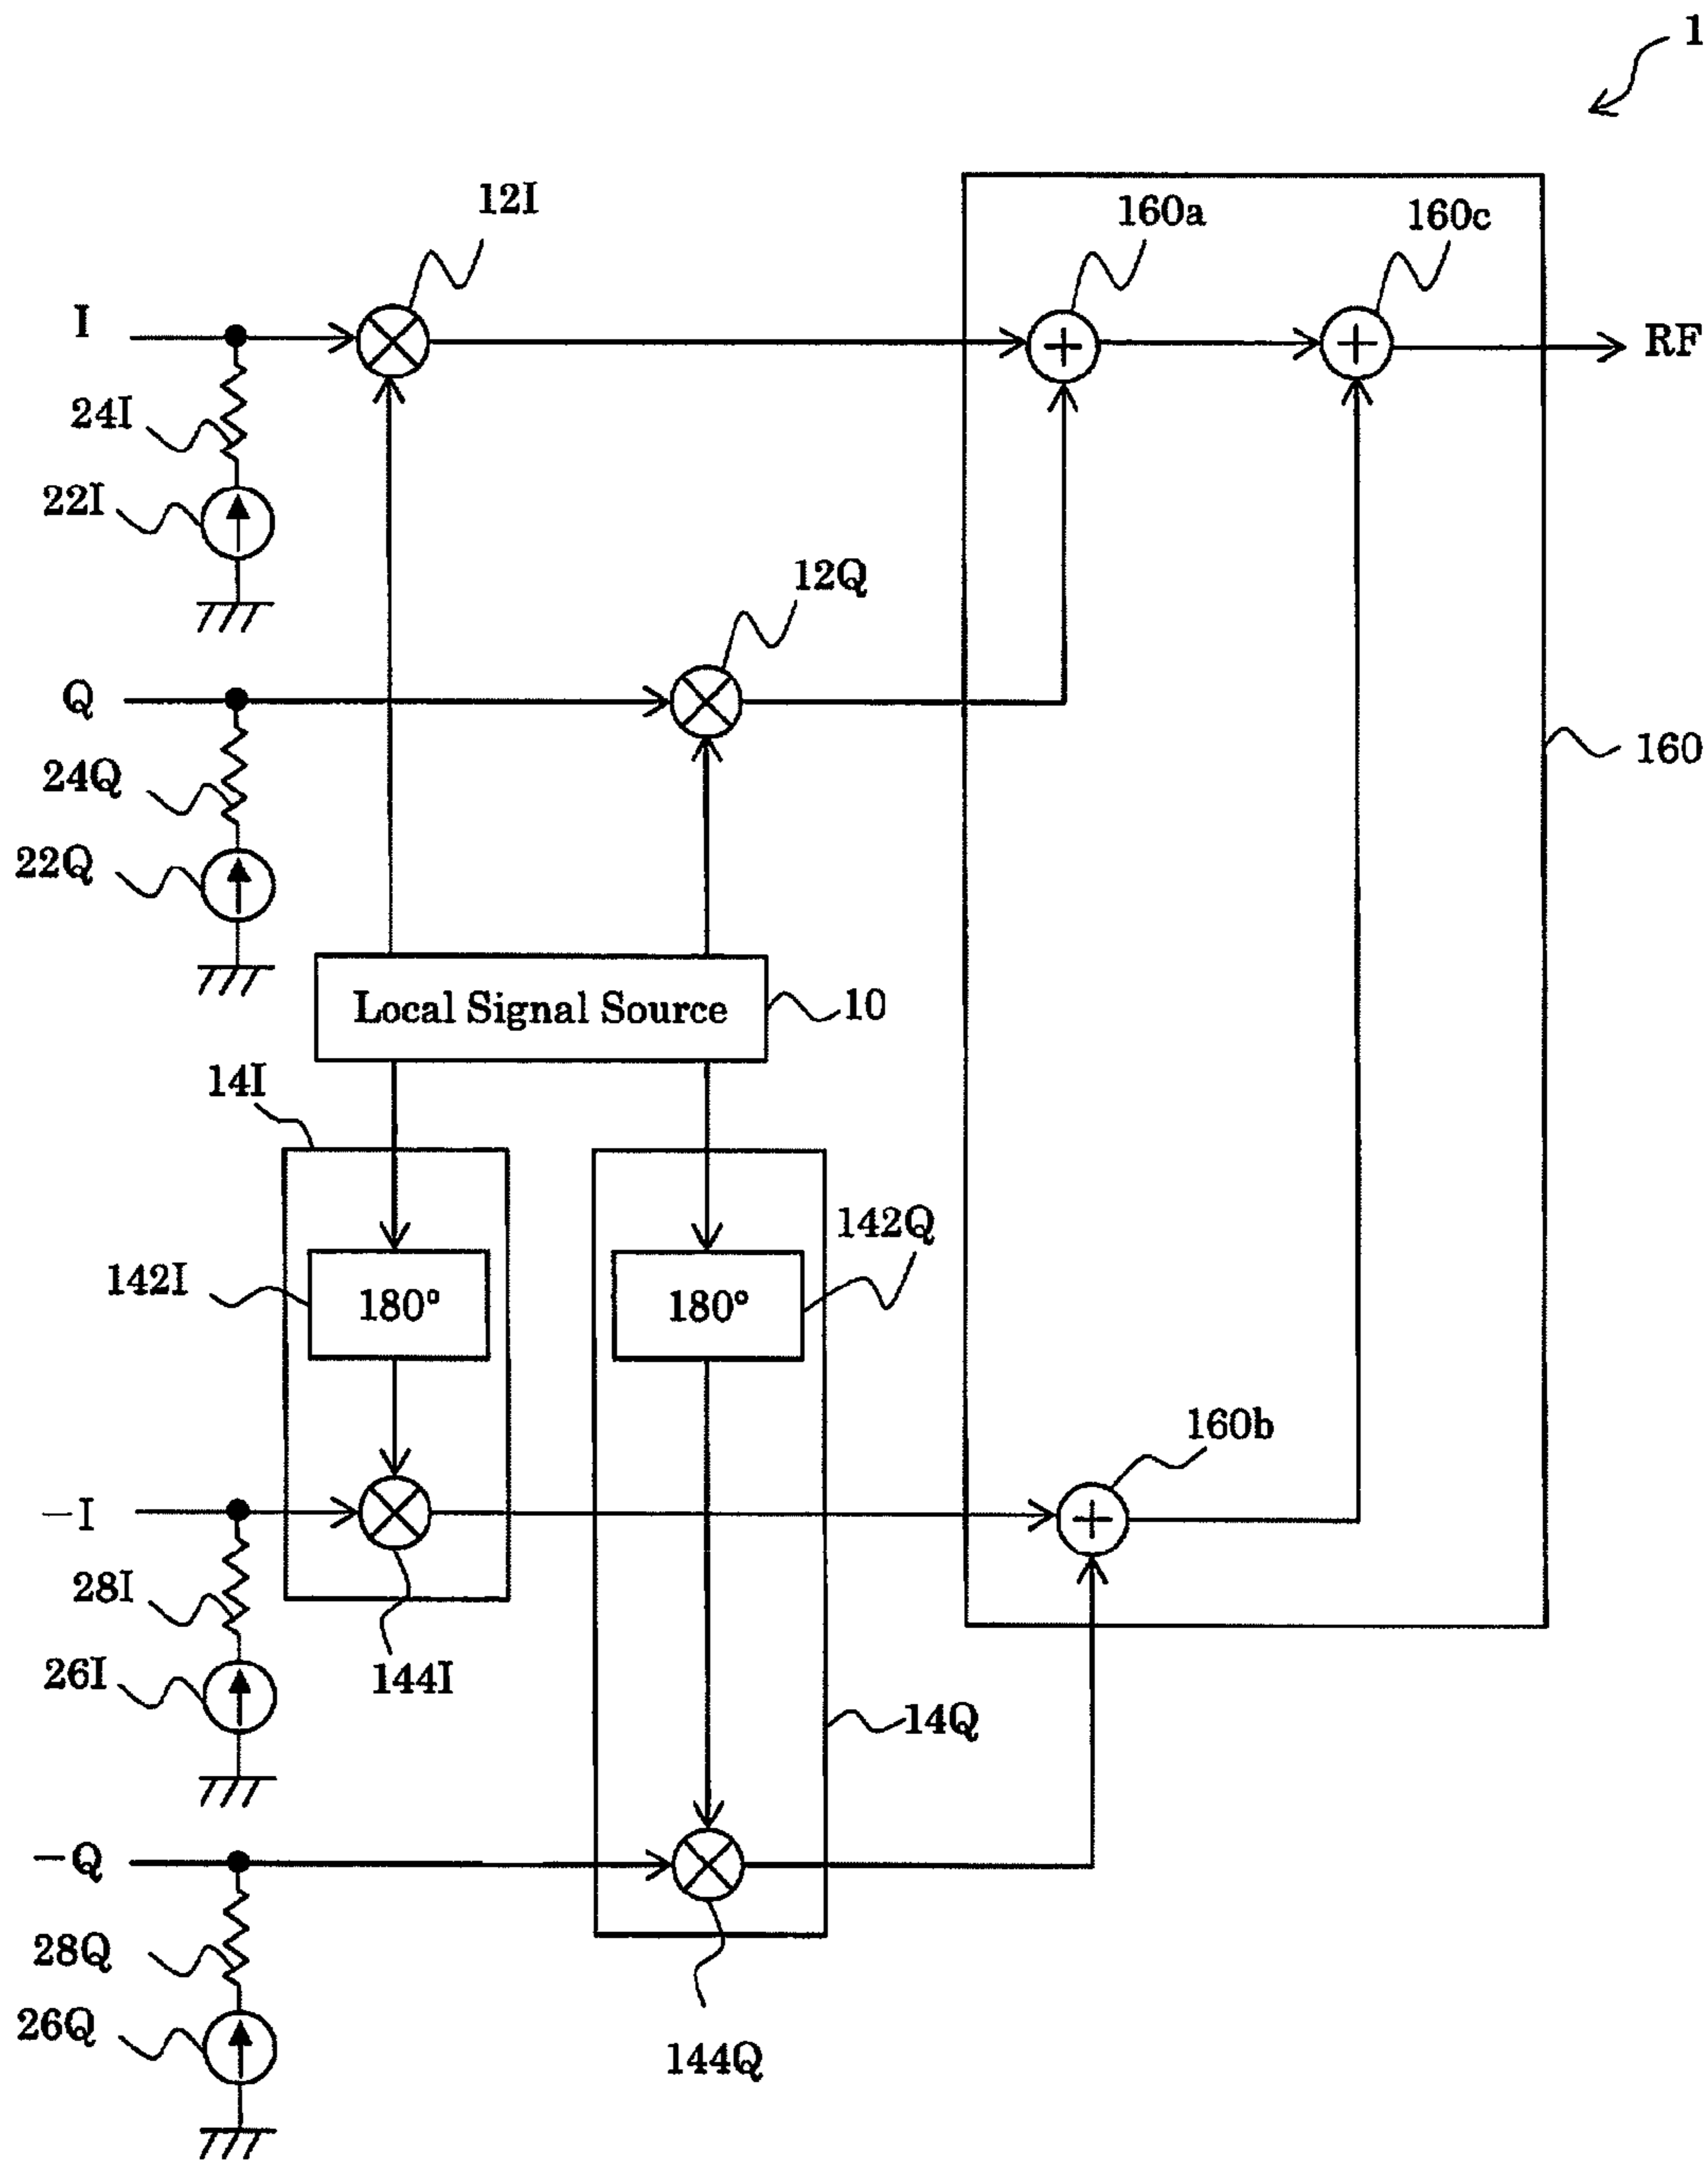 1
12I
160a
160c
I
RF
24I
22I
12Q
Q
160
24Q
22Q
Local Signal Source
10
14I
142Q
142I
180°
180°
160b
−I
28I
26I
144I
14Q
−Q
28Q
26Q
144Q